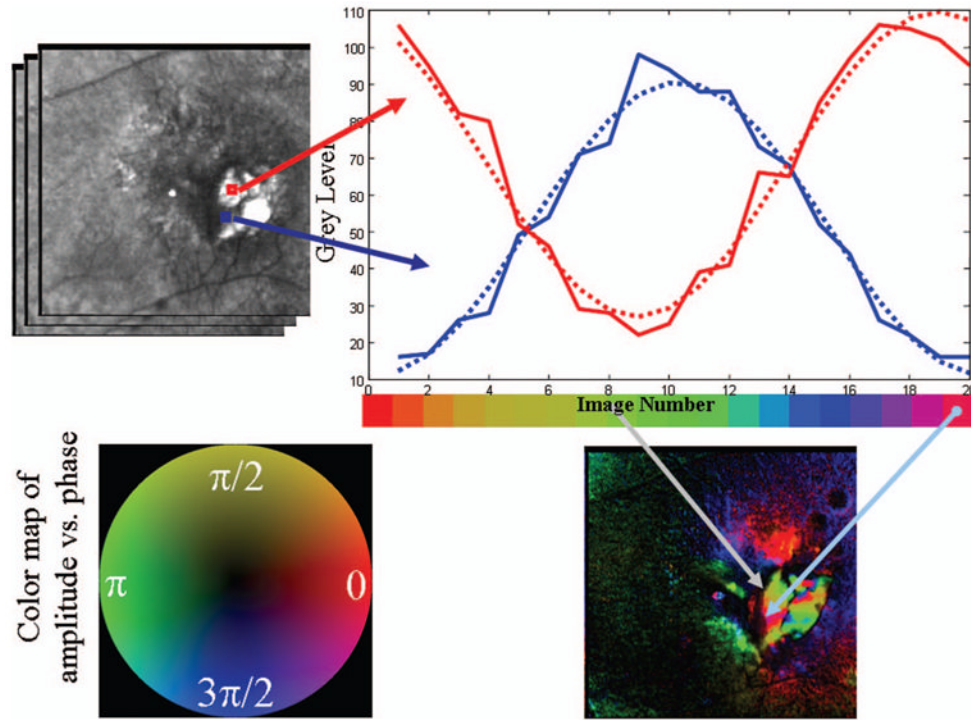 110
100
90
80
70
60
50
40
30
20
10
Grey Level
0 2 4 6 8 10 12 14 16 18 20
Image Number
Color map of
amplitude vs. phase
π/2
π
0
3π/2